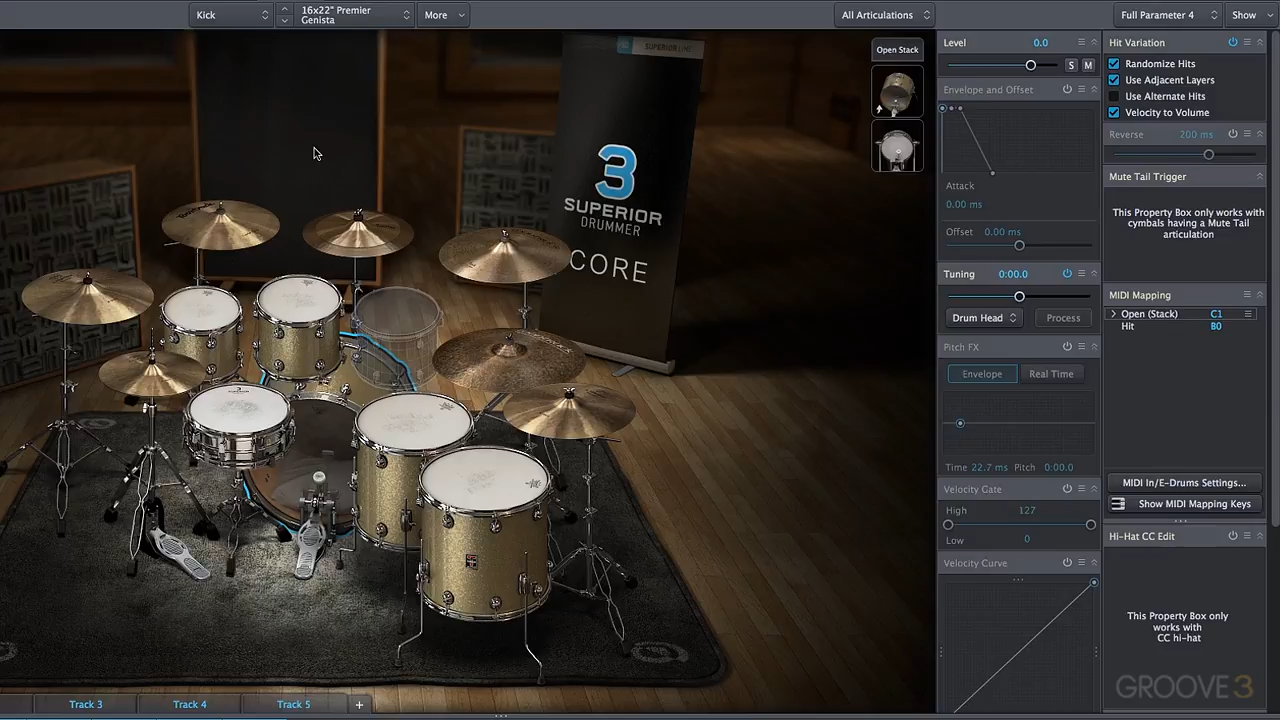 Kick
16x22" Premier
Genista
More
All Articulations
Full Parameter 4
Show
Open Stack
Level
0.0
S
M
Envelope and Offset
Attack
0.00 ms
Offset
0.00 ms
Tuning
0:00.0
Drum Head
Process
Pitch FX
Envelope
Real Time
Time 22.7 ms Pitch 0:00.0
Velocity Gate
High
127
Low
0
Velocity Curve
Hit Variation
Randomize Hits
Use Adjacent Layers
Use Alternate Hits
Velocity to Volume
Reverse
200 ms
Mute Tail Trigger
This Property Box only works with
cymbals having a Mute Tail
articulation
MIDI Mapping
Open (Stack) C1
Hit B0
MIDI In/E-Drums Settings...
Show MIDI Mapping Keys
Hi-Hat CC Edit
This Property Box only
works with
CC hi-hat
3
SUPERIOR
DRUMMER
CORE
Track 3
Track 4
Track 5
+
GROOVE 3